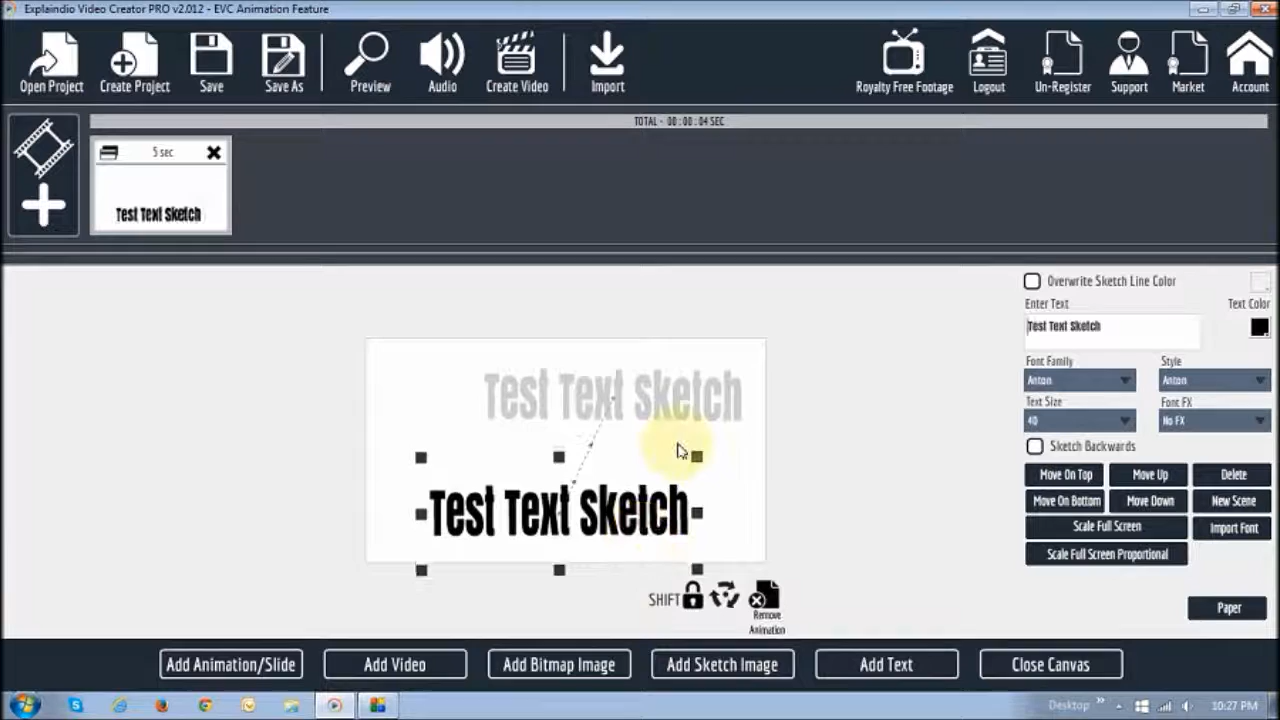 Explaindio Video Creator PRO v2.012 - EVC Animation Feature
Open Project
Create Project
Save
Save As
Preview
Audio
Create Video
Import
Royalty Free Footage
Logout
Un-Register
Support
Market
Account
TOTAL - 00:00:04 SEC
5 sec
Test Text Sketch
Overwrite Sketch Line Color
Enter Text
Text Color
Test Text Sketch
Font Family
Style
Anton
Anton
Text Size
Font FX
40
No FX
Sketch Backwards
Move On Top
Move Up
Delete
Move On Bottom
Move Down
New Scene
Scale Full Screen
Import Font
Scale Full Screen Proportional
Paper
Test Text Sketch
Test Text Sketch
SHIFT
Remove
Animation
Add Animation/Slide
Add Video
Add Bitmap Image
Add Sketch Image
Add Text
Close Canvas
Desktop
10:27 PM